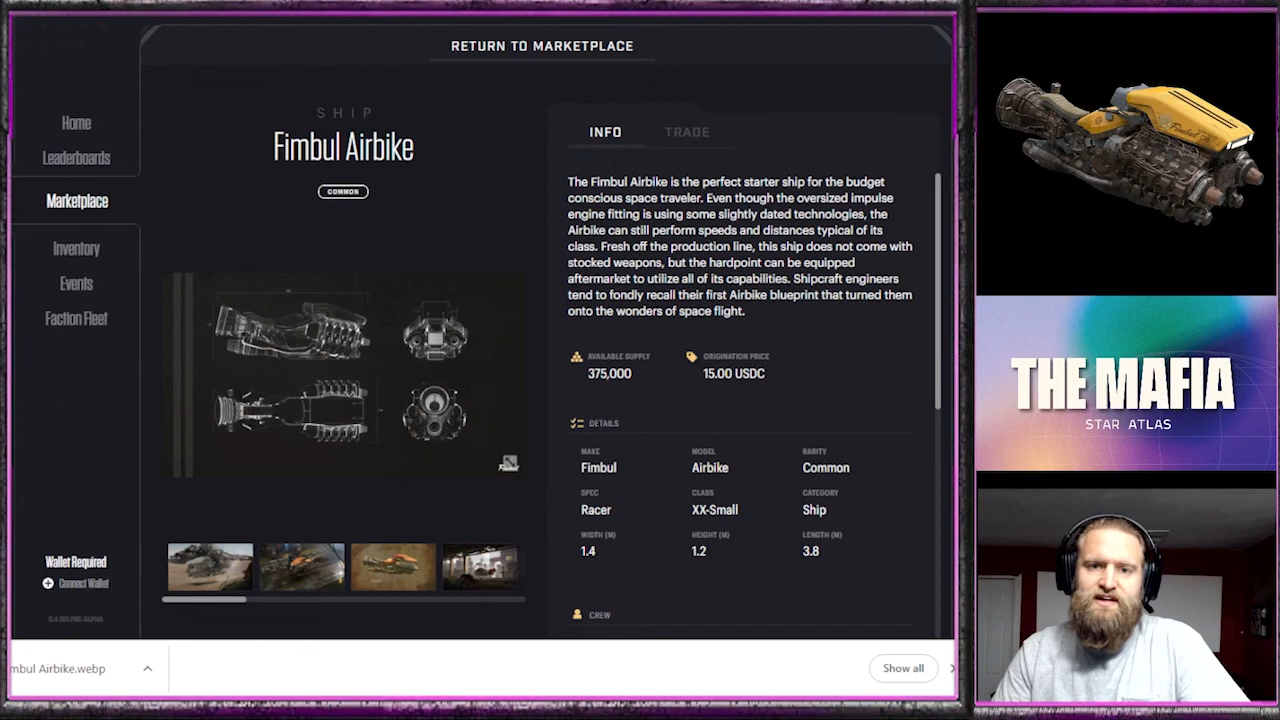 RETURN TO MARKETPLACE
Home
Leaderboards
Marketplace
Inventory
Events
Faction Fleet
Wallet Required
Connect Wallet
SHIP
Fimbul Airbike
COMMON
INFO
TRADE
The Fimbul Airbike is the perfect starter ship for the budget
conscious space traveler. Even though the oversized impulse
engine fitting is using some slightly dated technologies, the
Airbike can still perform speeds and distances typical of its
class. Fresh off the production line, this ship does not come with
stocked weapons, but the hardpoint can be equipped
aftermarket to utilize all of its capabilities. Shipcraft engineers
tend to fondly recall their first Airbike blueprint that turned them
onto the wonders of space flight.
AVAILABLE SUPPLY
375,000
ORIGINATION PRICE
15.00 USDC
DETAILS
MAKE
Fimbul
MODEL
Airbike
RARITY
Common
SPEC
Racer
CLASS
XX-Small
CATEGORY
Ship
WIDTH (M)
1.4
HEIGHT (M)
1.2
LENGTH (M)
3.8
CREW
mbul Airbike.webp
Show all
THE MAFIA
STAR ATLAS